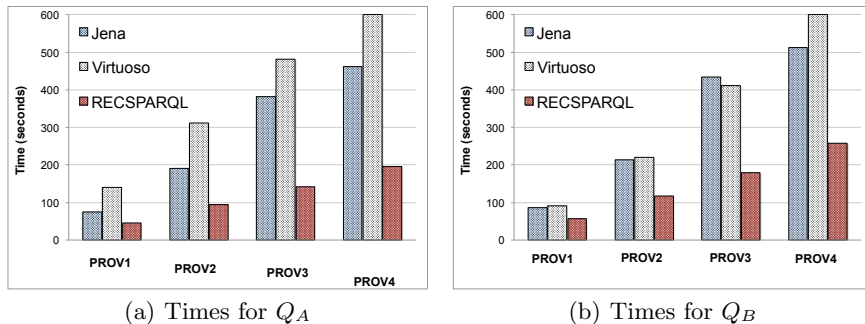 600
500
400
300
200
100
0
Time (seconds)
Jena
Virtuoso
RECSPARQL
PROV1
PROV2
PROV3
PROV4
(a) Times for Q_A
600
500
400
300
200
100
0
Time (seconds)
Jena
Virtuoso
RECSPARQL
PROV1
PROV2
PROV3
PROV4
(b) Times for Q_B